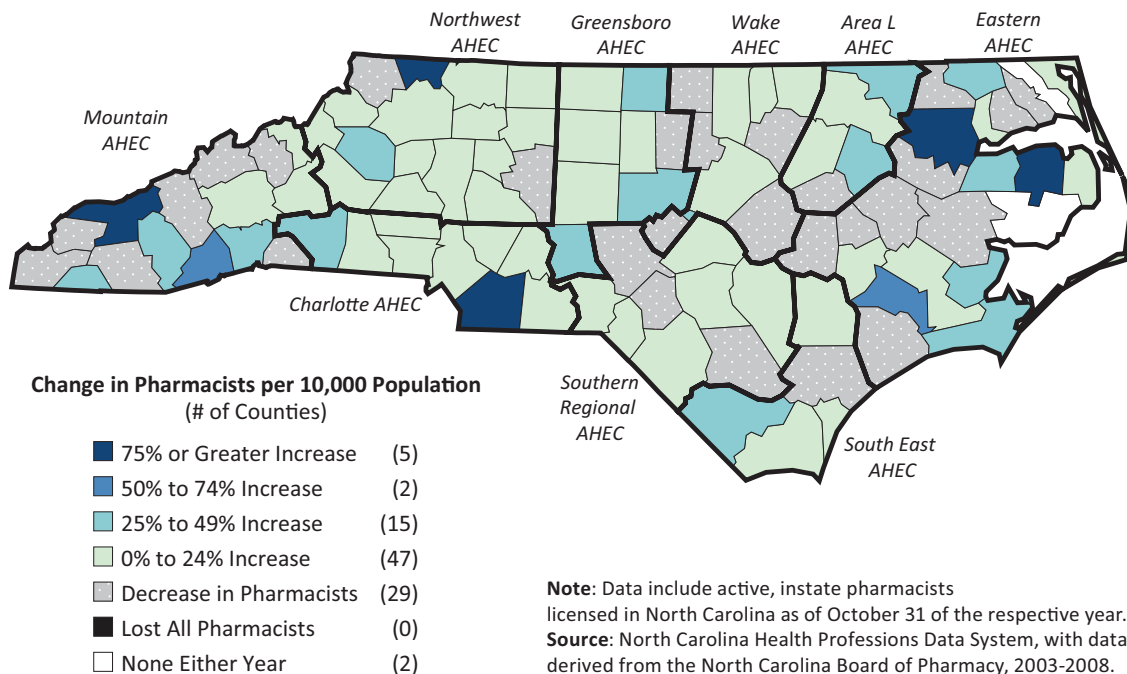 Northwest
AHEC
Greensboro
AHEC
Wake
AHEC
Area L
AHEC
Eastern
AHEC
Mountain
AHEC
Charlotte AHEC
Southern
Regional
AHEC
South East
AHEC
Change in Pharmacists per 10,000 Population
(# of Counties)
75% or Greater Increase (5)
50% to 74% Increase (2)
25% to 49% Increase (15)
0% to 24% Increase (47)
Decrease in Pharmacists (29)
Lost All Pharmacists (0)
None Either Year (2)
Note: Data include active, instate pharmacists
licensed in North Carolina as of October 31 of the respective year.
Source: North Carolina Health Professions Data System, with data
derived from the North Carolina Board of Pharmacy, 2003-2008.